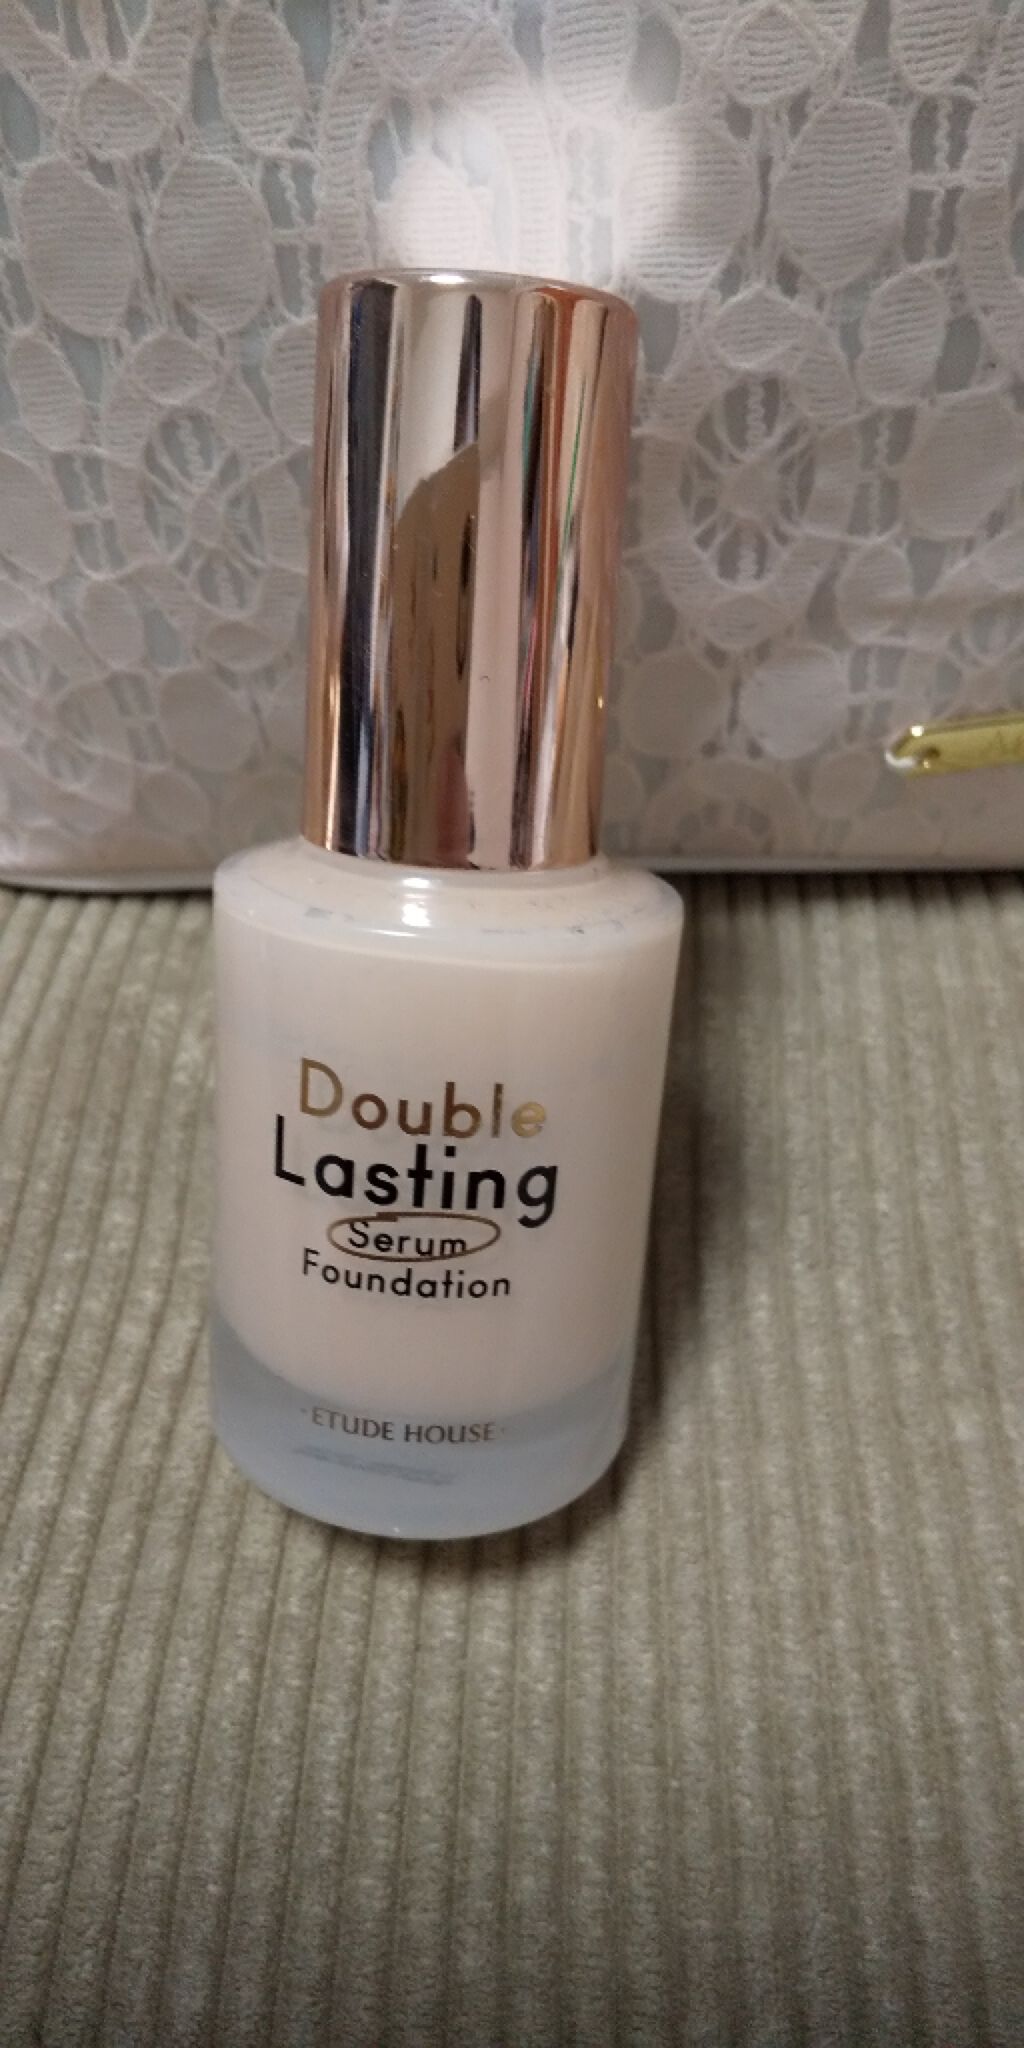 Double
Lasting
Serum
Foundation
·ETUDE HOUSE·